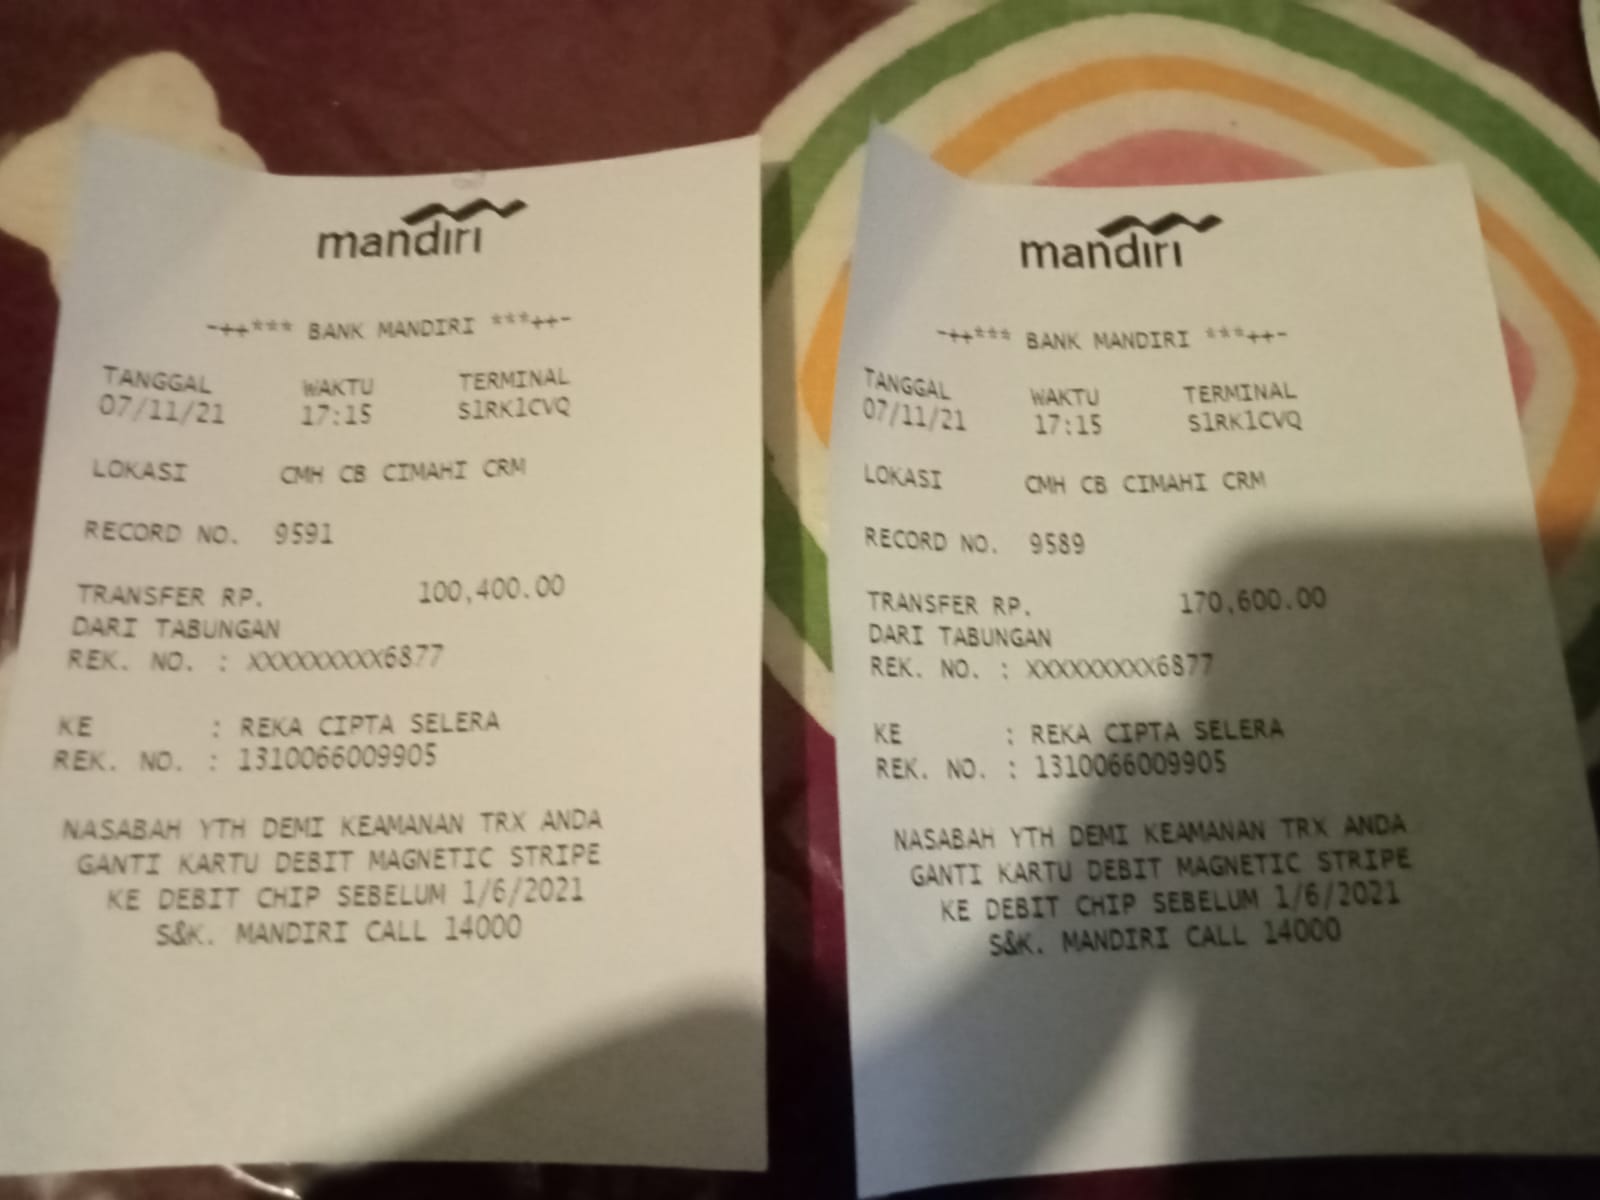 mandiri
-++*** BANK MANDIRI ***++-
TANGGAL WAKTU TERMINAL
07/11/21 17:15 S1RK1CVQ
LOKASI CMH CB CIMAHI CRM
RECORD NO. 9591
TRANSFER RP. 100,400.00
DARI TABUNGAN
REK. NO. : XXXXXXXXX6877
KE : REKA CIPTA SELERA
REK. NO. : 1310066009905
NASABAH YTH DEMI KEAMANAN TRX ANDA
GANTI KARTU DEBIT MAGNETIC STRIPE
KE DEBIT CHIP SEBELUM 1/6/2021
S&K. MANDIRI CALL 14000
mandiri
-++*** BANK MANDIRI ***++-
TANGGAL WAKTU TERMINAL
07/11/21 17:15 S1RK1CVQ
LOKASI CMH CB CIMAHI CRM
RECORD NO. 9589
TRANSFER RP. 170,600.00
DARI TABUNGAN
REK. NO. : XXXXXXXXX6877
KE : REKA CIPTA SELERA
REK. NO. : 1310066009905
NASABAH YTH DEMI KEAMANAN TRX ANDA
GANTI KARTU DEBIT MAGNETIC STRIPE
KE DEBIT CHIP SEBELUM 1/6/2021
S&K. MANDIRI CALL 14000